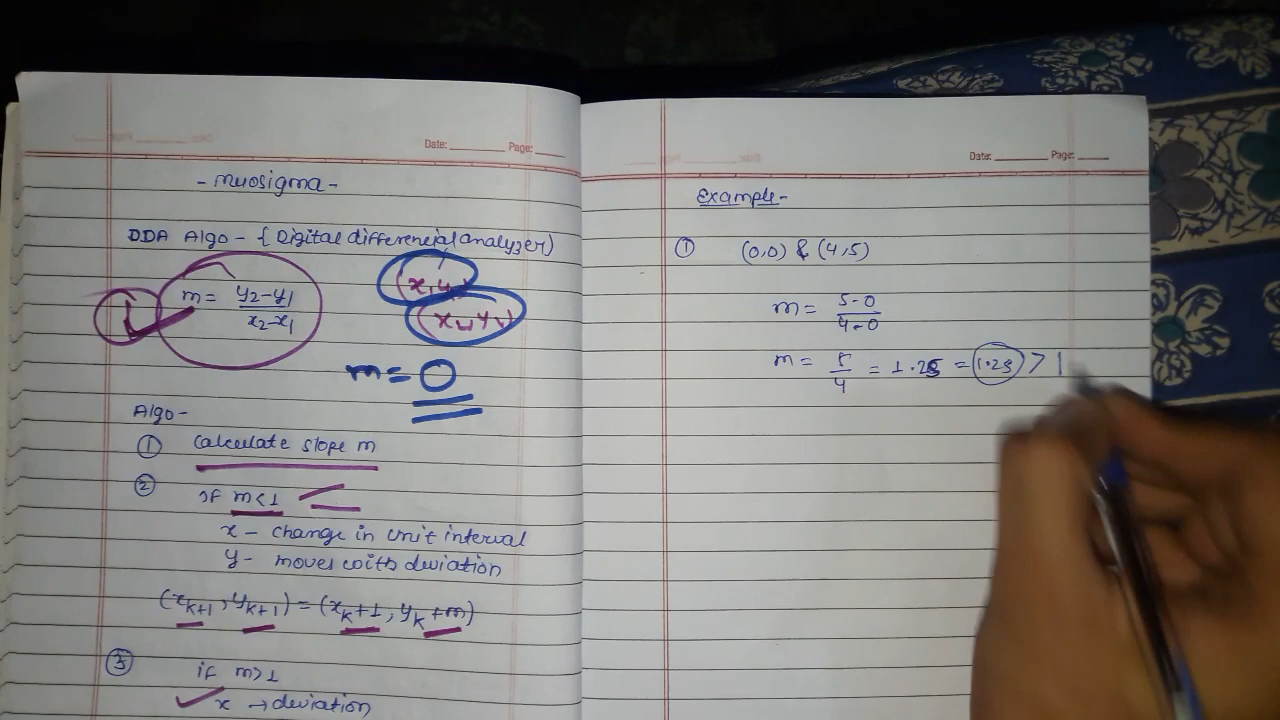 Date: Page:
- Myosigma -
DDA Algo - { Digital differencial analyzer)
m = y2-y1
x2-x1
m = 0
Algo-
① calculate slope m
② if m<1
x - change in unit interval
y - moves with deviation
(xk+1, yk+1) = (xk+1, yk+m)
③ if m>1
x → deviation
Date: Page:
Example-
① (0,0) & (4,5)
m = 5-0
4-0
m = 5/4 = 1.25 = 1.25 > 1